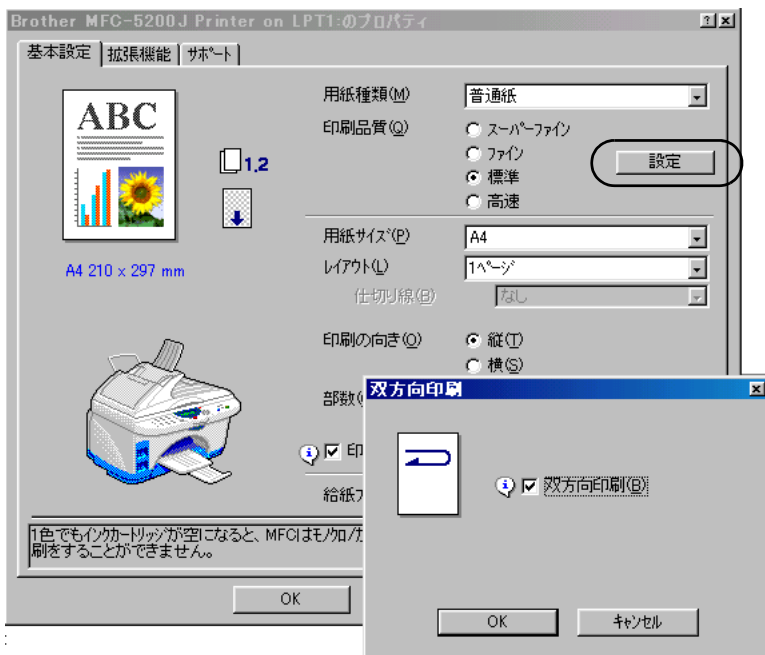 Brother MFC-5200J Printer on LPT1:のプロパティ
基本設定 拡張機能 サポート
ABC
1,2
A4 210 x 297 mm
用紙種類(M) 普通紙
印刷品質(Q) スーパーファイン
ファイン
標準
高速
設定
用紙サイズ(P) A4
レイアウト(L) 1ページ
仕切り線(B) なし
印刷の向き(O) 縦(T)
横(S)
部数(
印
給紙
1色でもインクカートリッジが空になると、MFCはモノクロ/カ
刷をすることができません。
OK
双方向印刷
双方向印刷(B)
OK キャンセル